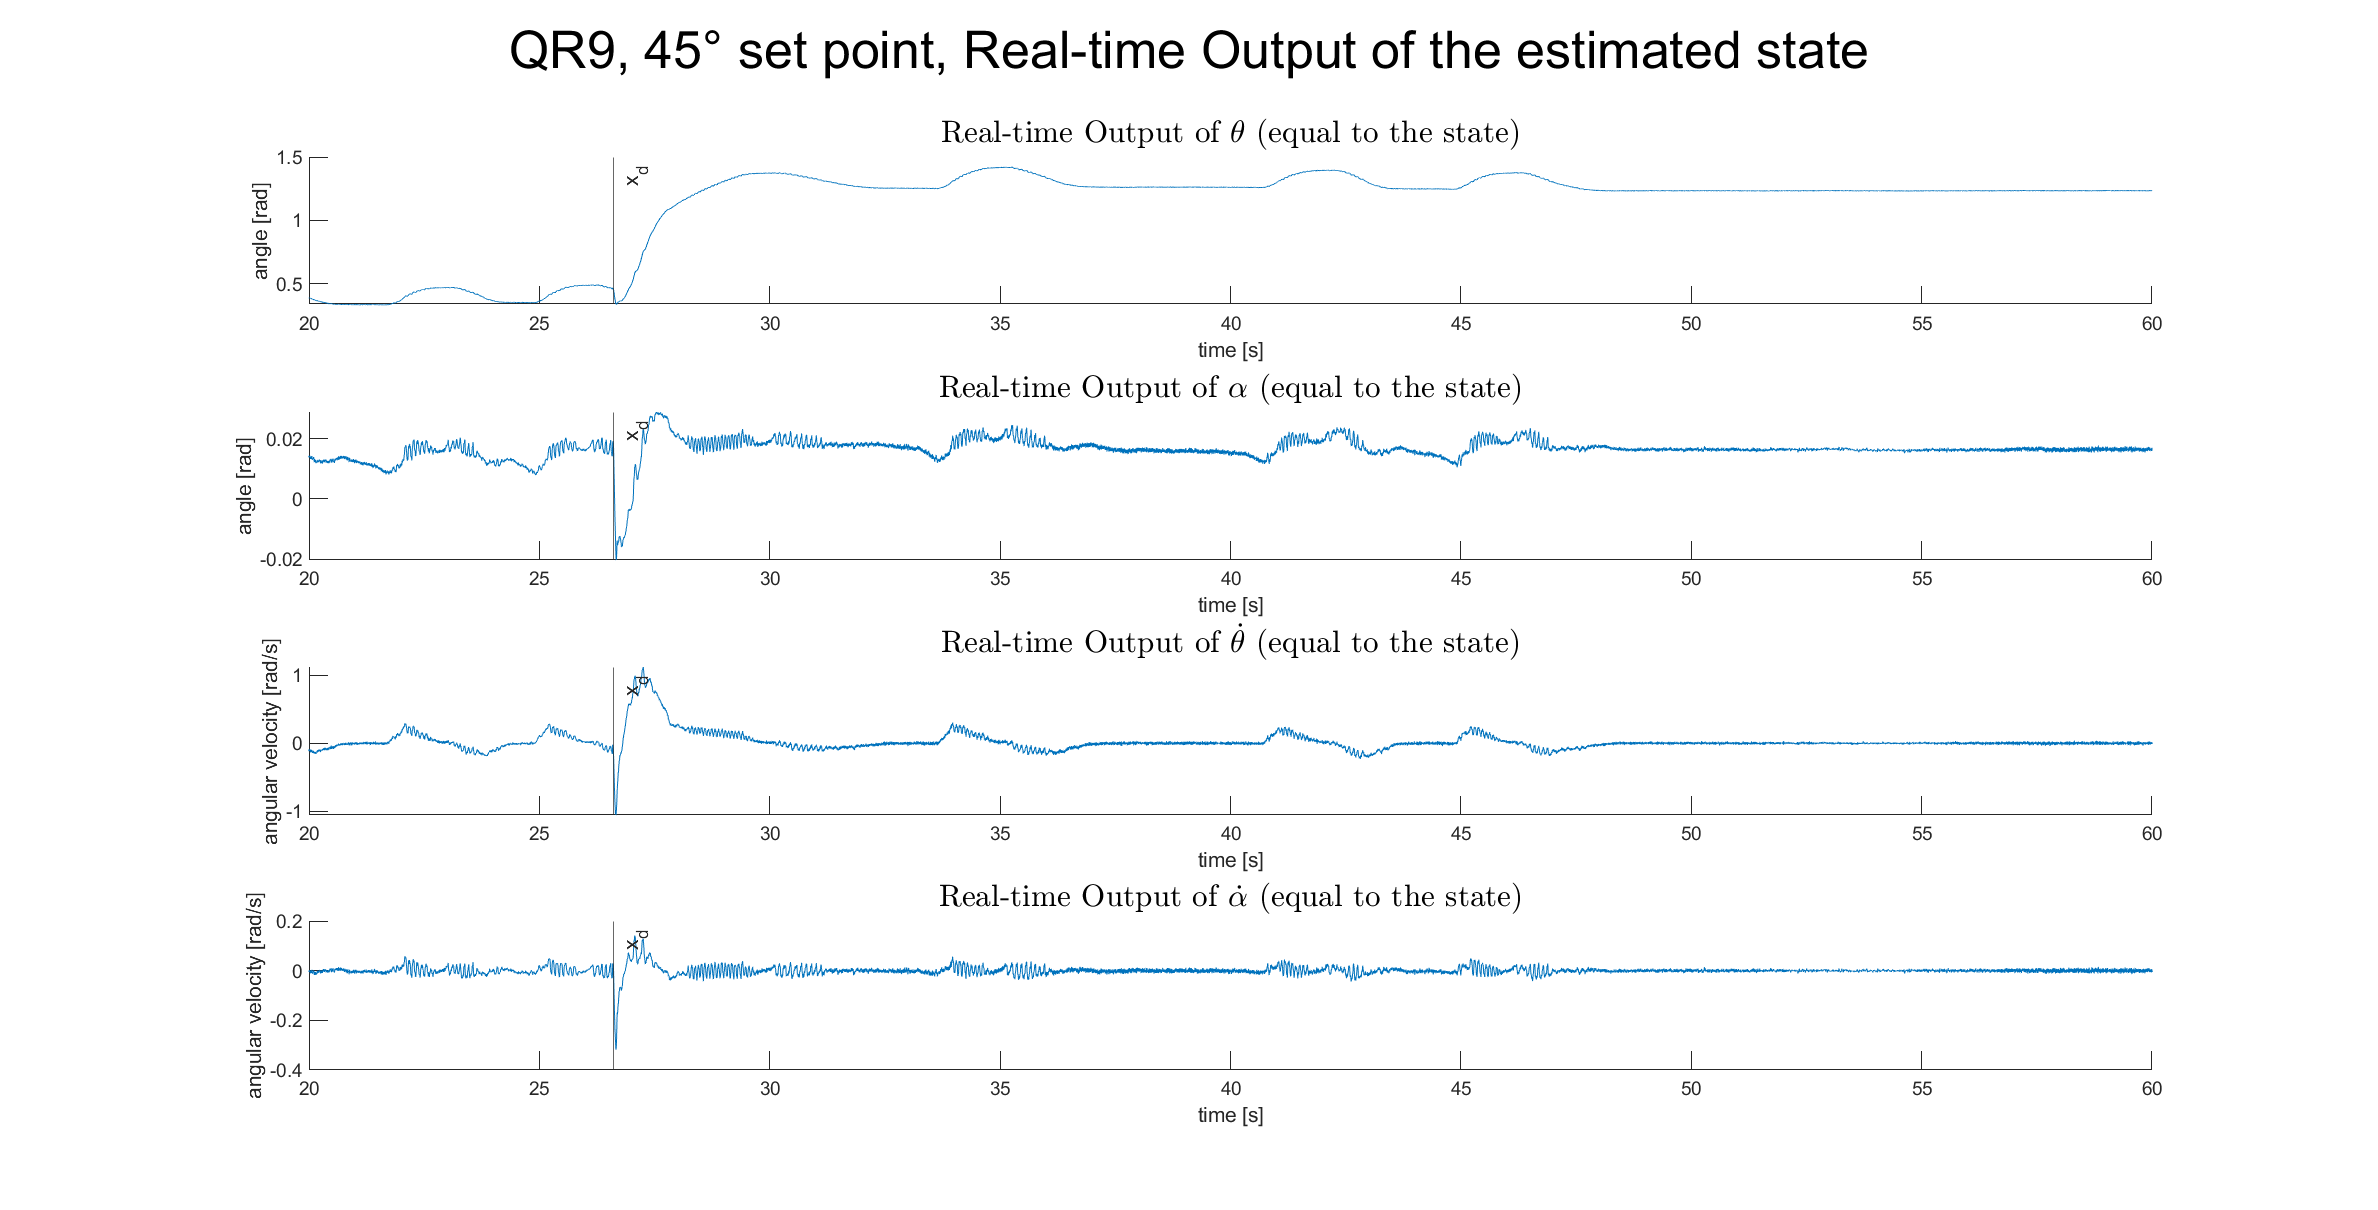 QR9, 45° set point, Real-time Output of the estimated state
Real-time Output of θ (equal to the state)
1.5
1
0.5
angle [rad]
x_d
20 25 30 35 40 45 50 55 60
time [s]
Real-time Output of α (equal to the state)
0.02
0
-0.02
angle [rad]
x_d
20 25 30 35 40 45 50 55 60
time [s]
Real-time Output of θ̇ (equal to the state)
1
0
-1
angular velocity [rad/s]
x_d
20 25 30 35 40 45 50 55 60
time [s]
Real-time Output of α̇ (equal to the state)
0.2
0
-0.2
-0.4
angular velocity [rad/s]
x_d
20 25 30 35 40 45 50 55 60
time [s]